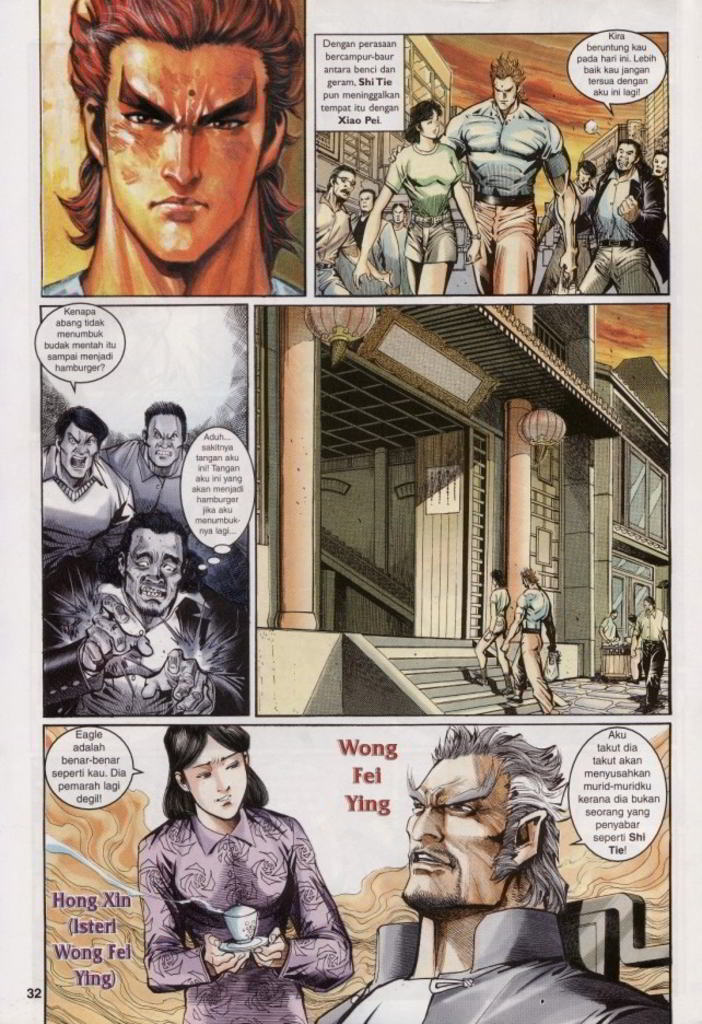 Dengan perasaan
bercampur-baur
antara benci dan
geram, Shi Tie
pun meninggalkan
tempat itu dengan
Xiao Pei.
Kira
beruntung kau
pada hari ini. Lebih
baik kau jangan
tersua dengan
aku ini lagi!
Kenapa
abang tidak
menumbuk
budak mentah itu
sampai menjadi
hamburger?
Aduh...
sakitnya
tangan aku
ini! Tangan
aku ini yang
akan menjadi
hamburger
jika aku
menumbuk-
nya lagi...
Eagle
adalah
benar-benar
seperti kau. Dia
pemarah lagi
degil!
Wong
Fei
Ying
Aku
takut dia
takut akan
menyusahkan
murid-muridku
kerana dia bukan
seorang yang
penyabar
seperti Shi
Tie!
Hong Xin
(Isteri
Wong Fei
Ying)
32